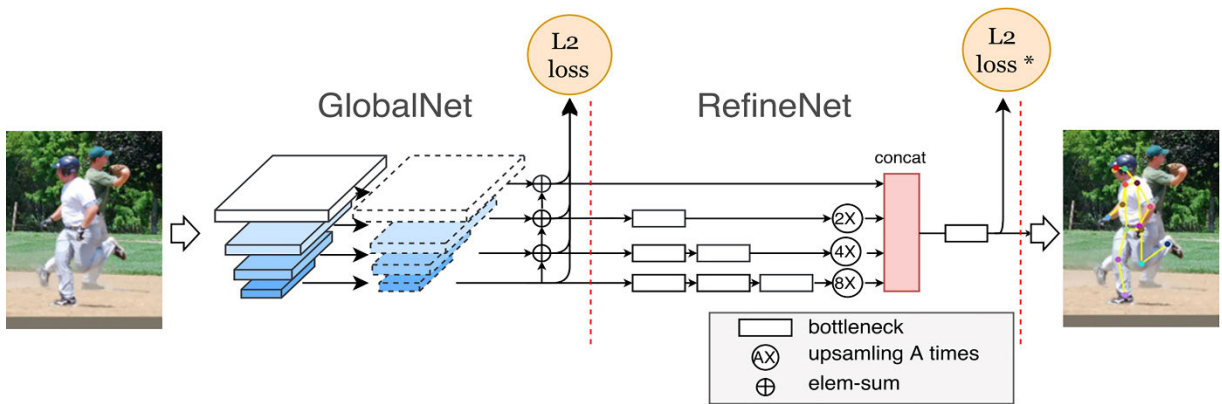 L2
loss
L2
loss *
GlobalNet
RefineNet
concat
2X
4X
8X
bottleneck
AX
upsamling A times
elem-sum